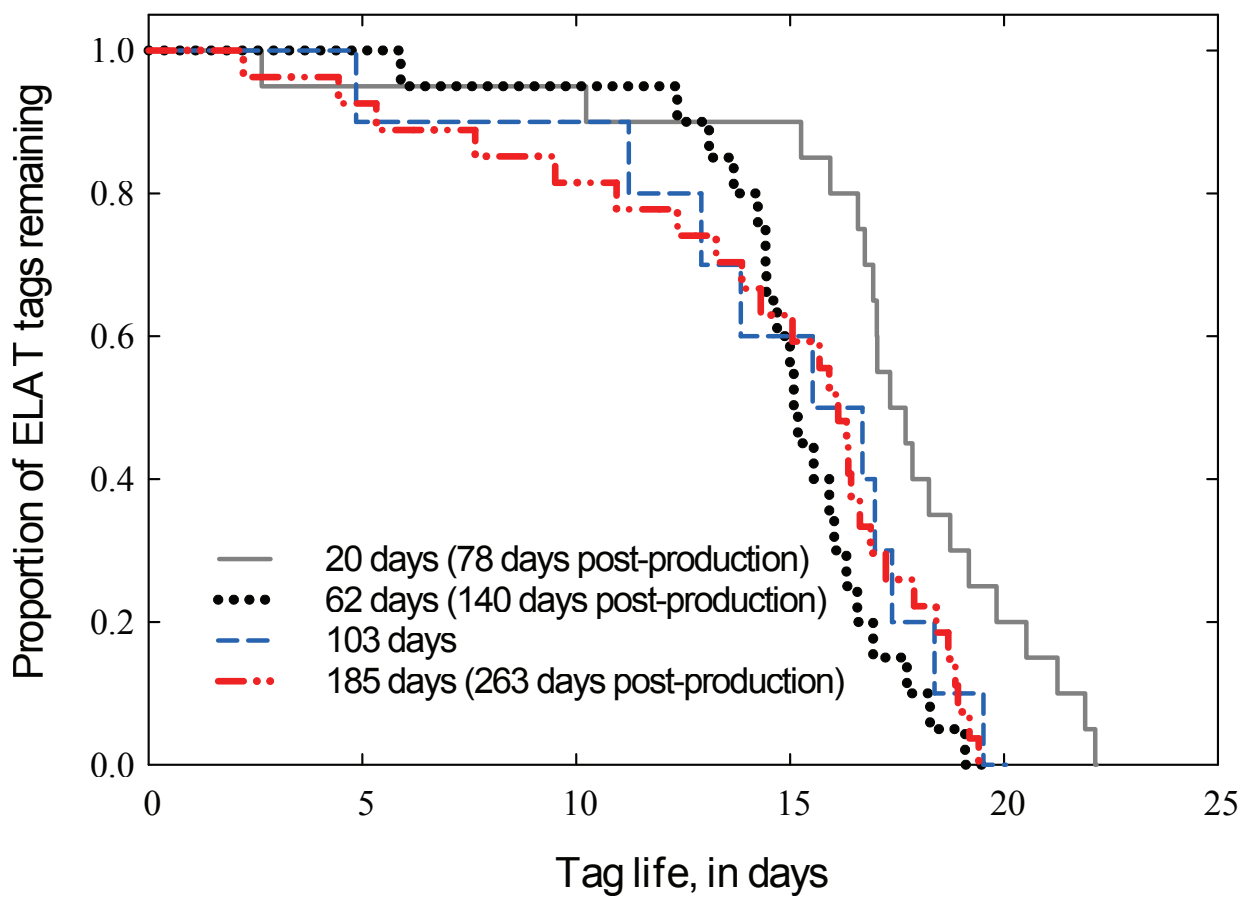 Proportion of ELA T tags remaining
1.0
0.8
0.6
0.4
0.2
0.0
20 days (78 days post-production)
62 days (140 days post-production)
103 days
185 days (263 days post-production)
0 5 10 15 20 25
Tag life, in days